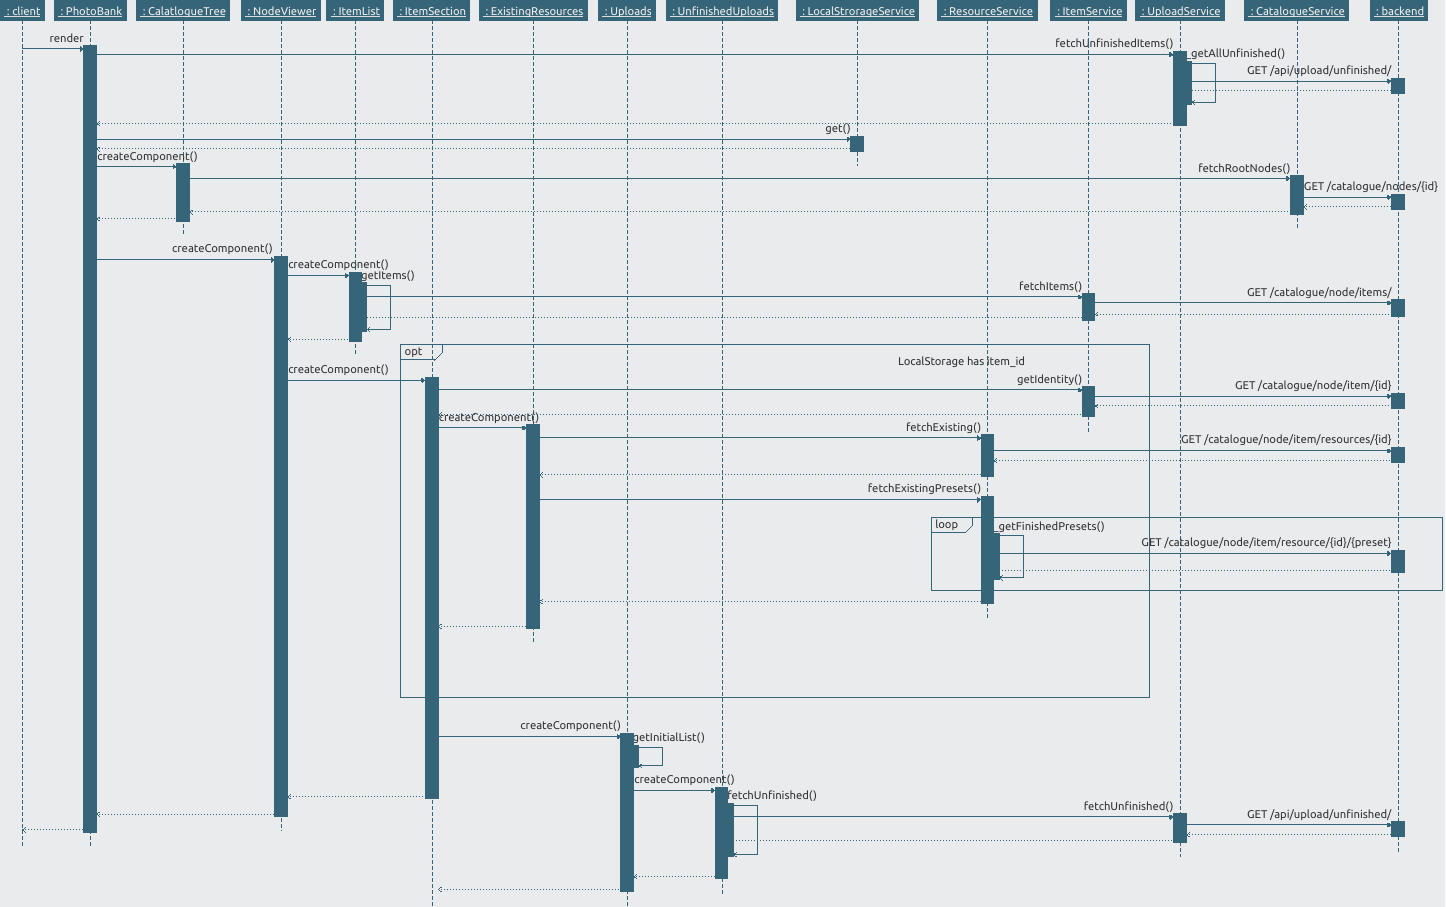 : client
: PhotoBank
: CalatlogueTree
: NodeViewer
: ItemList
: ItemSection
: ExistingResources
: Uploads
: UnfinishedUploads
: LocalStrorageService
: ResourceService
: ItemService
: UploadService
: CatalogueService
: backend
render
fetchUnfinishedItems()
_getAllUnfinished()
GET /api/upload/unfinished/
get()
createComponent()
fetchRootNodes()
GET /catalogue/nodes/{id}
createComponent()
createComponent()
getItems()
fetchItems()
GET /catalogue/node/items/
opt
LocalStorage has item_id
createComponent()
getIdentity()
GET /catalogue/node/item/{id}
createComponent()
fetchExisting()
GET /catalogue/node/item/resources/{id}
fetchExistingPresets()
loop
_getFinishedPresets()
GET /catalogue/node/item/resource/{id}/{preset}
createComponent()
getInitialList()
createComponent()
fetchUnfinished()
fetchUnfinished()
GET /api/upload/unfinished/